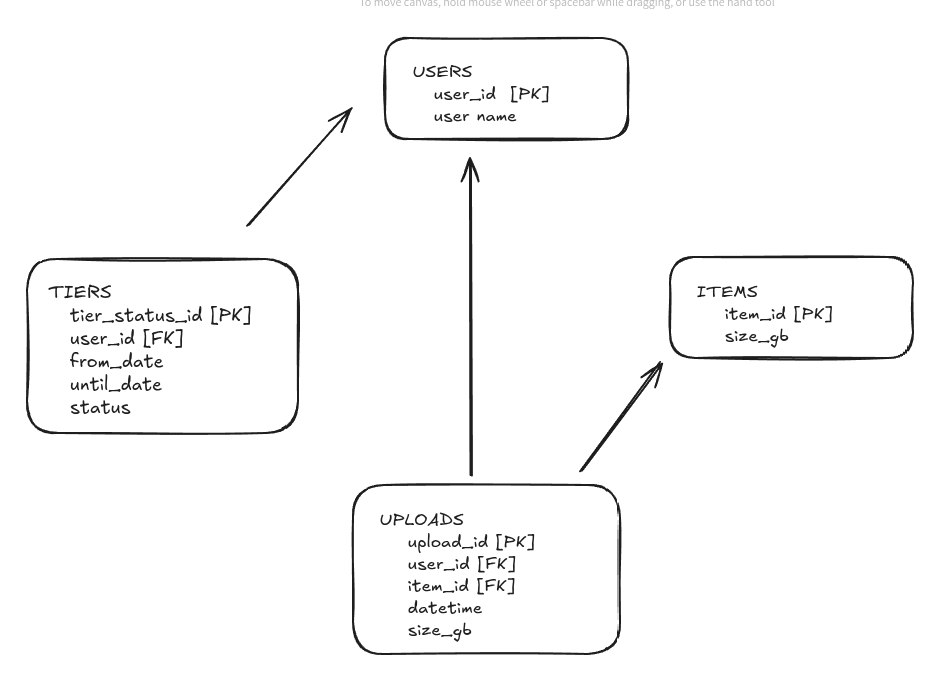 To move canvas, hold mouse wheel or spacebar while dragging, or use the hand tool
USERS
user_id [PK]
user name
TIERS
tier_status_id [PK]
user_id [FK]
from_date
until_date
status
ITEMS
item_id [PK]
size_gb
UPLOADS
upload_id [PK]
user_id [FK]
item_id [FK]
datetime
size_gb